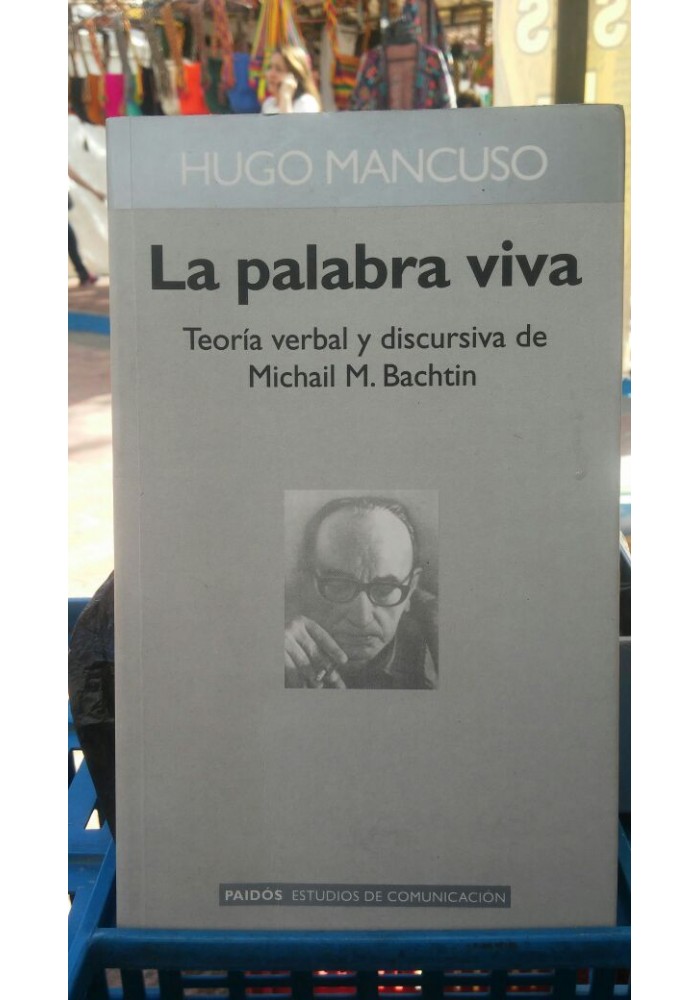 HUGO MANCUSO
La palabra viva
Teoría verbal y discursiva de
Michail M. Bachtin
PAIDÓS ESTUDIOS DE COMUNICACIÓN